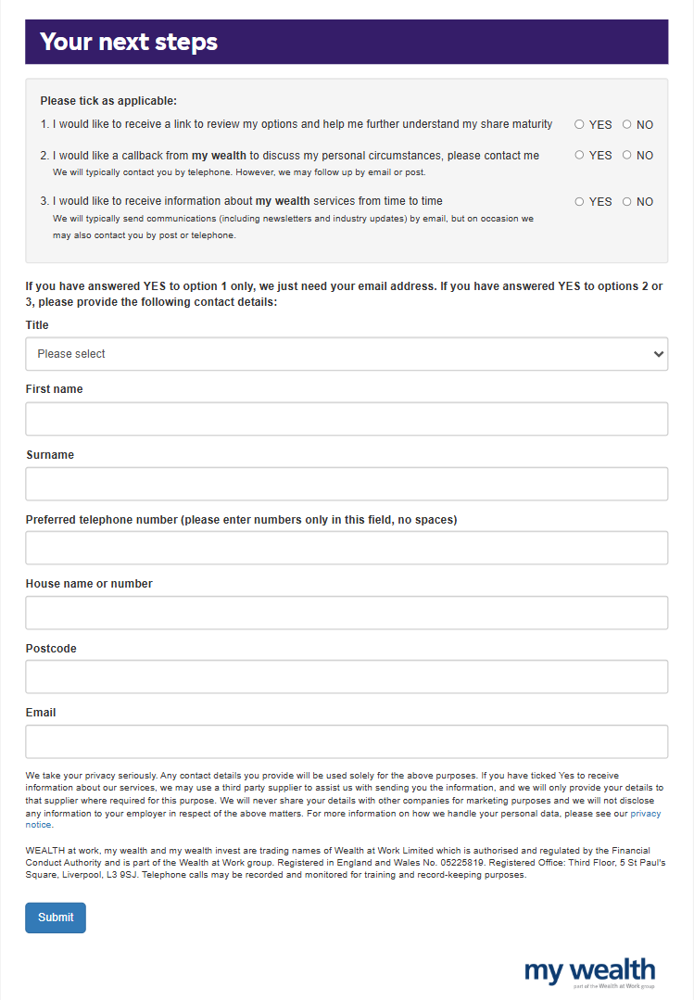 Your next steps
Please tick as applicable:
1. I would like to receive a link to review my options and help me further understand my share maturity YES NO
2. I would like a callback from my wealth to discuss my personal circumstances, please contact me YES NO
We will typically contact you by telephone. However, we may follow up by email or post.
3. I would like to receive information about my wealth services from time to time YES NO
We will typically send communications (including newsletters and industry updates) by email, but on occasion we
may also contact you by post or telephone.
If you have answered YES to option 1 only, we just need your email address. If you have answered YES to options 2 or
3, please provide the following contact details:
Title
Please select
First name
Surname
Preferred telephone number (please enter numbers only in this field, no spaces)
House name or number
Postcode
Email
We take your privacy seriously. Any contact details you provide will be used solely for the above purposes. If you have ticked Yes to receive
information about our services, we may use a third party supplier to assist us with sending you the information, and we will only provide your details to
that supplier where required for this purpose. We will never share your details with other companies for marketing purposes and we will not disclose
any information to your employer in respect of the above matters. For more information on how we handle your personal data, please see our privacy
notice.
WEALTH at work, my wealth and my wealth invest are trading names of Wealth at Work Limited which is authorised and regulated by the Financial
Conduct Authority and is part of the Wealth at Work group. Registered in England and Wales No. 05225819. Registered Office: Third Floor, 5 St Paul's
Square, Liverpool, L3 9SJ. Telephone calls may be recorded and monitored for training and record-keeping purposes.
Submit
my wealth
part of the Wealth at Work group